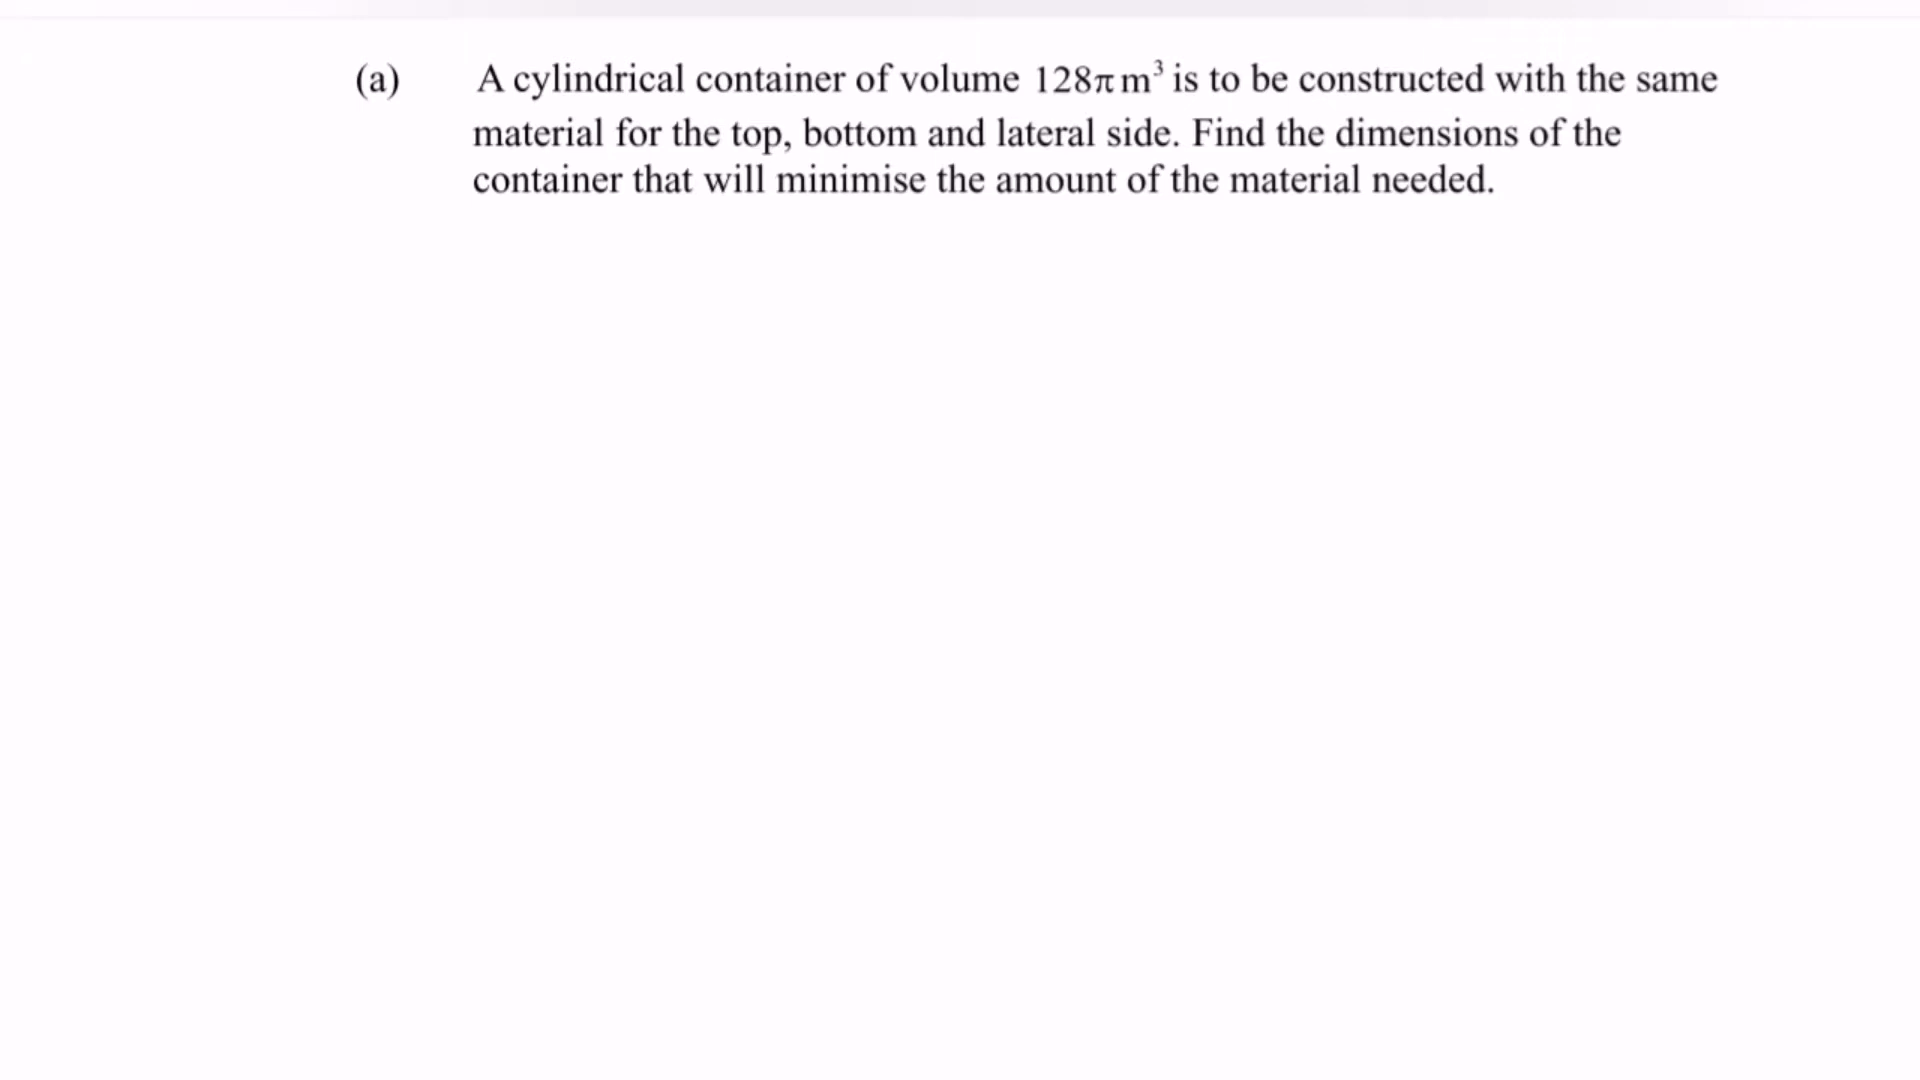 (a) A cylindrical container of volume 128π m³ is to be constructed with the same
material for the top, bottom and lateral side. Find the dimensions of the
container that will minimise the amount of the material needed.